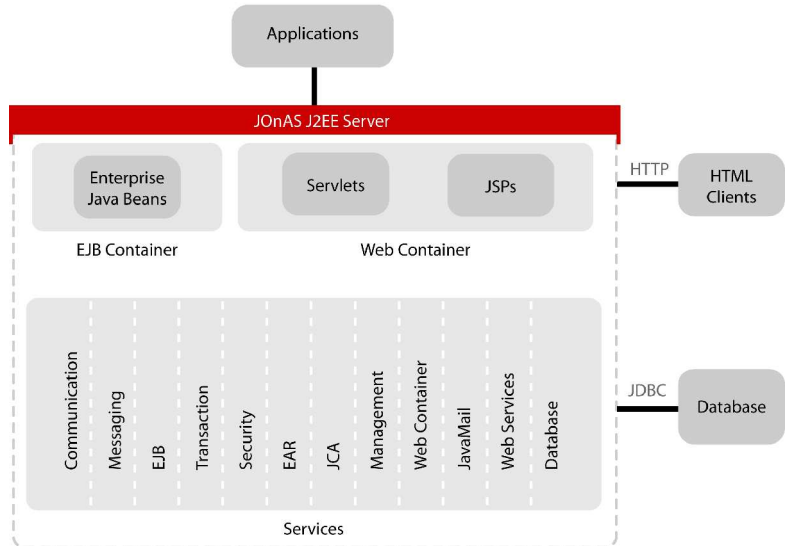 Applications
JOnAS J2EE Server
Enterprise
Java Beans
Servlets
JSPs
EJB Container
Web Container
HTTP
HTML
Clients
Communication
Messaging
EJB
Transaction
Security
EAR
JCA
Management
Web Container
JavaMail
Web Services
Database
Services
JDBC
Database